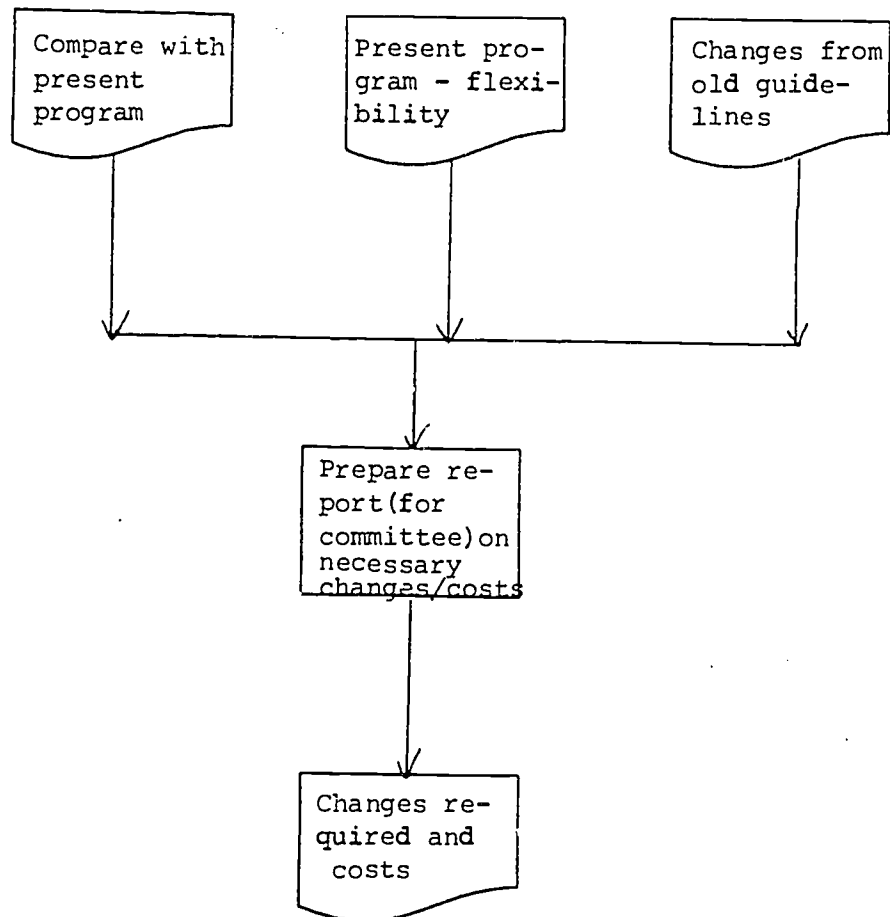 Compare with
present
program
Present pro-
gram - flexi-
bility
Changes from
old guide-
lines
Prepare re-
port(for
committee)on
necessary
changes/costs
Changes re-
quired and
costs